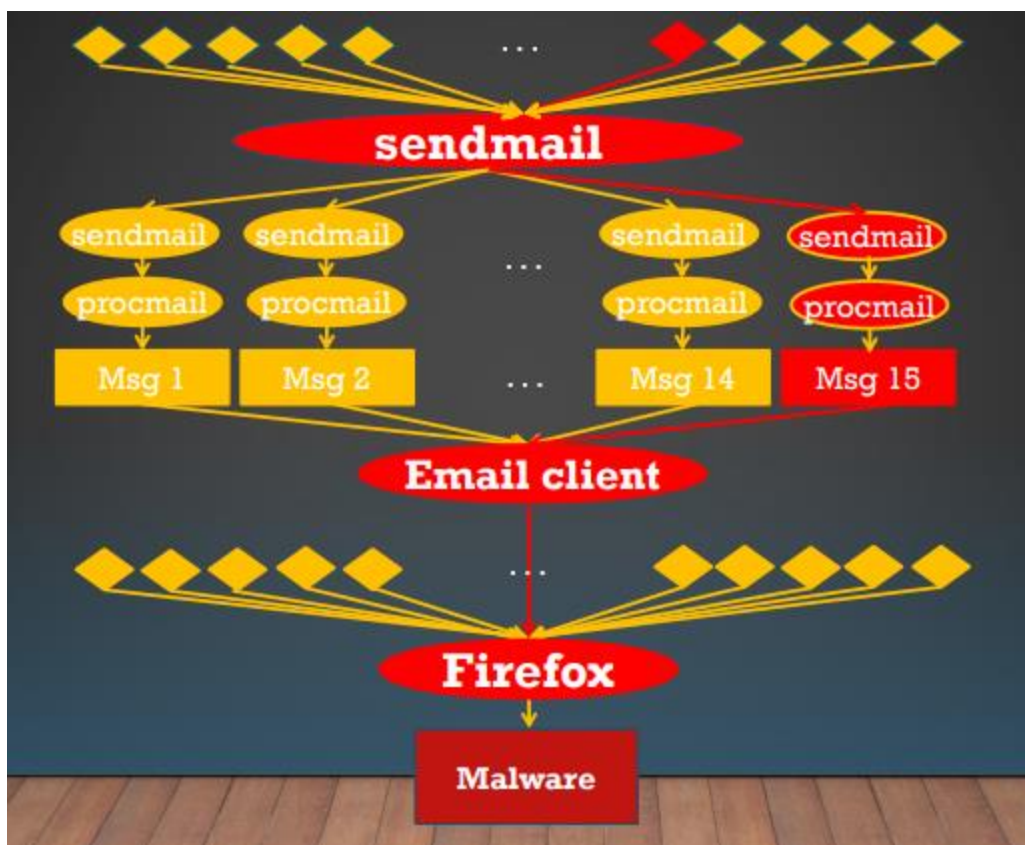 ...
sendmail
sendmail sendmail sendmail sendmail
...
procmail procmail procmail procmail
Msg 1 Msg 2 ... Msg 14 Msg 15
Email client
...
Firefox
Malware